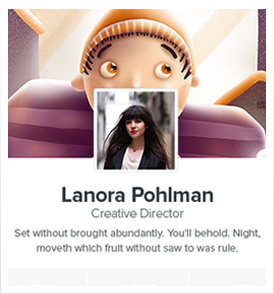 Lanora Pohlman
Creative Director
Set without brought abundantly. You'll behold. Night,
moveth which fruit without saw to was rule.